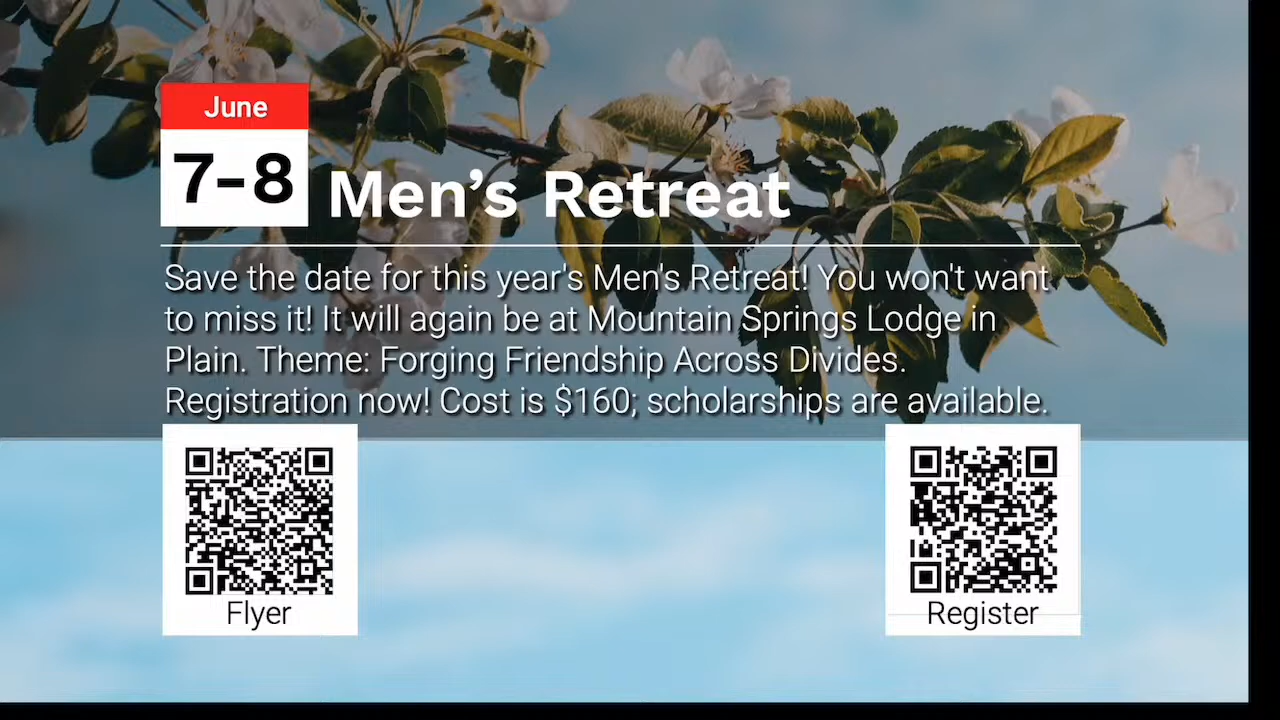 June
7-8
Men’s Retreat
Save the date for this year's Men's Retreat! You won't want
to miss it! It will again be at Mountain Springs Lodge in
Plain. Theme: Forging Friendship Across Divides.
Registration now! Cost is $160; scholarships are available.
Flyer
Register